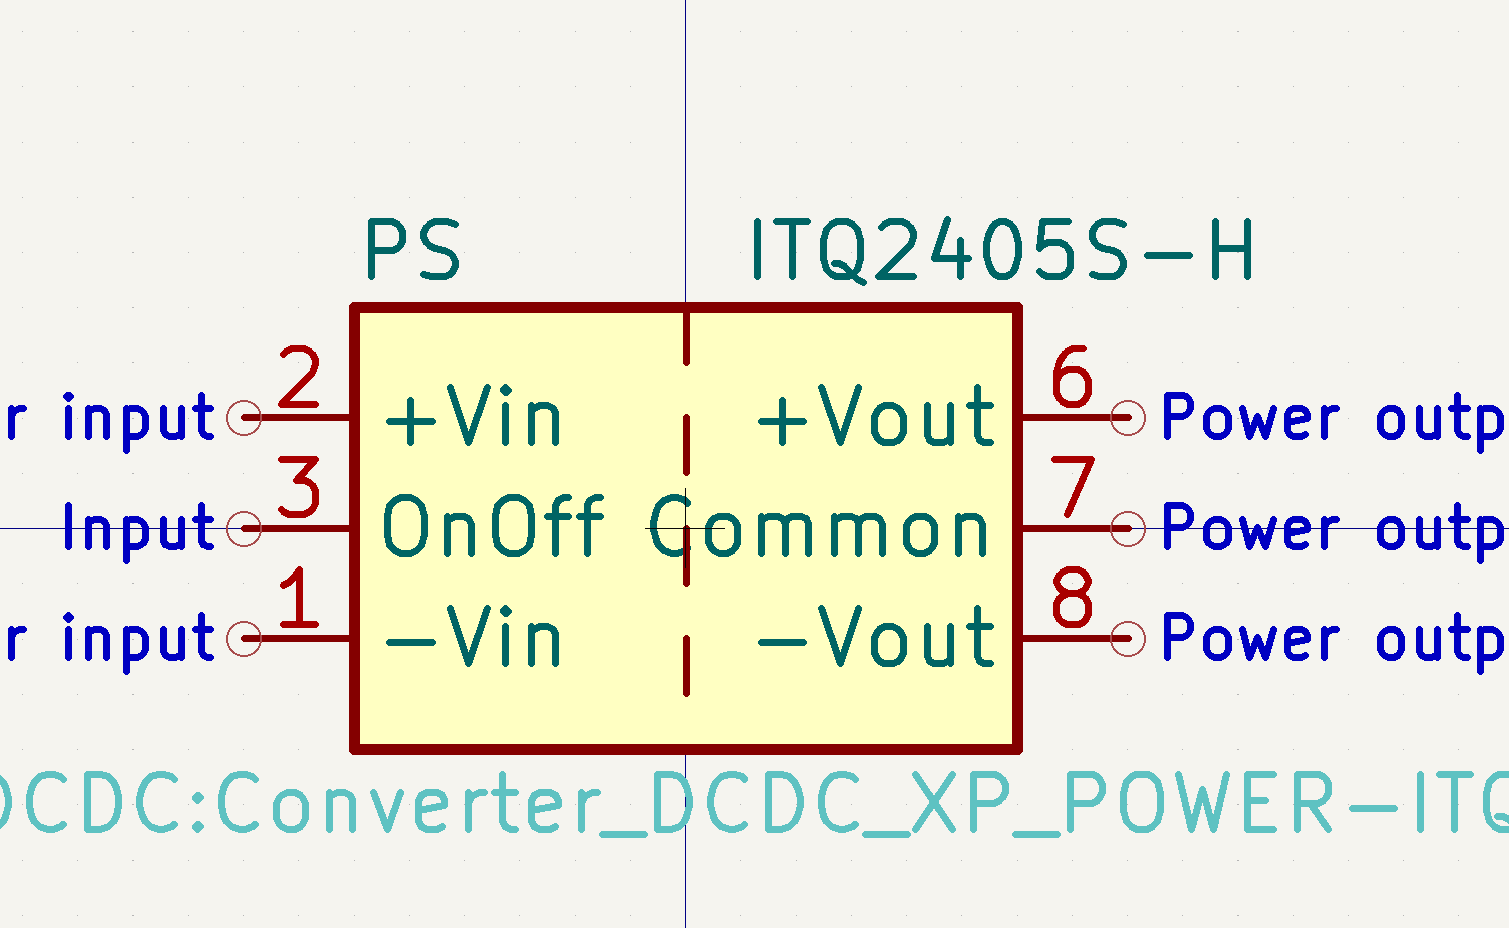 PS ITQ2405S-H
r input 2 +Vin +Vout 6 Power outp
Input 3 OnOff Common 7 Power outp
r input 1 -Vin -Vout 8 Power outp
DCDC:Converter_DCDC_XP_POWER-ITQ